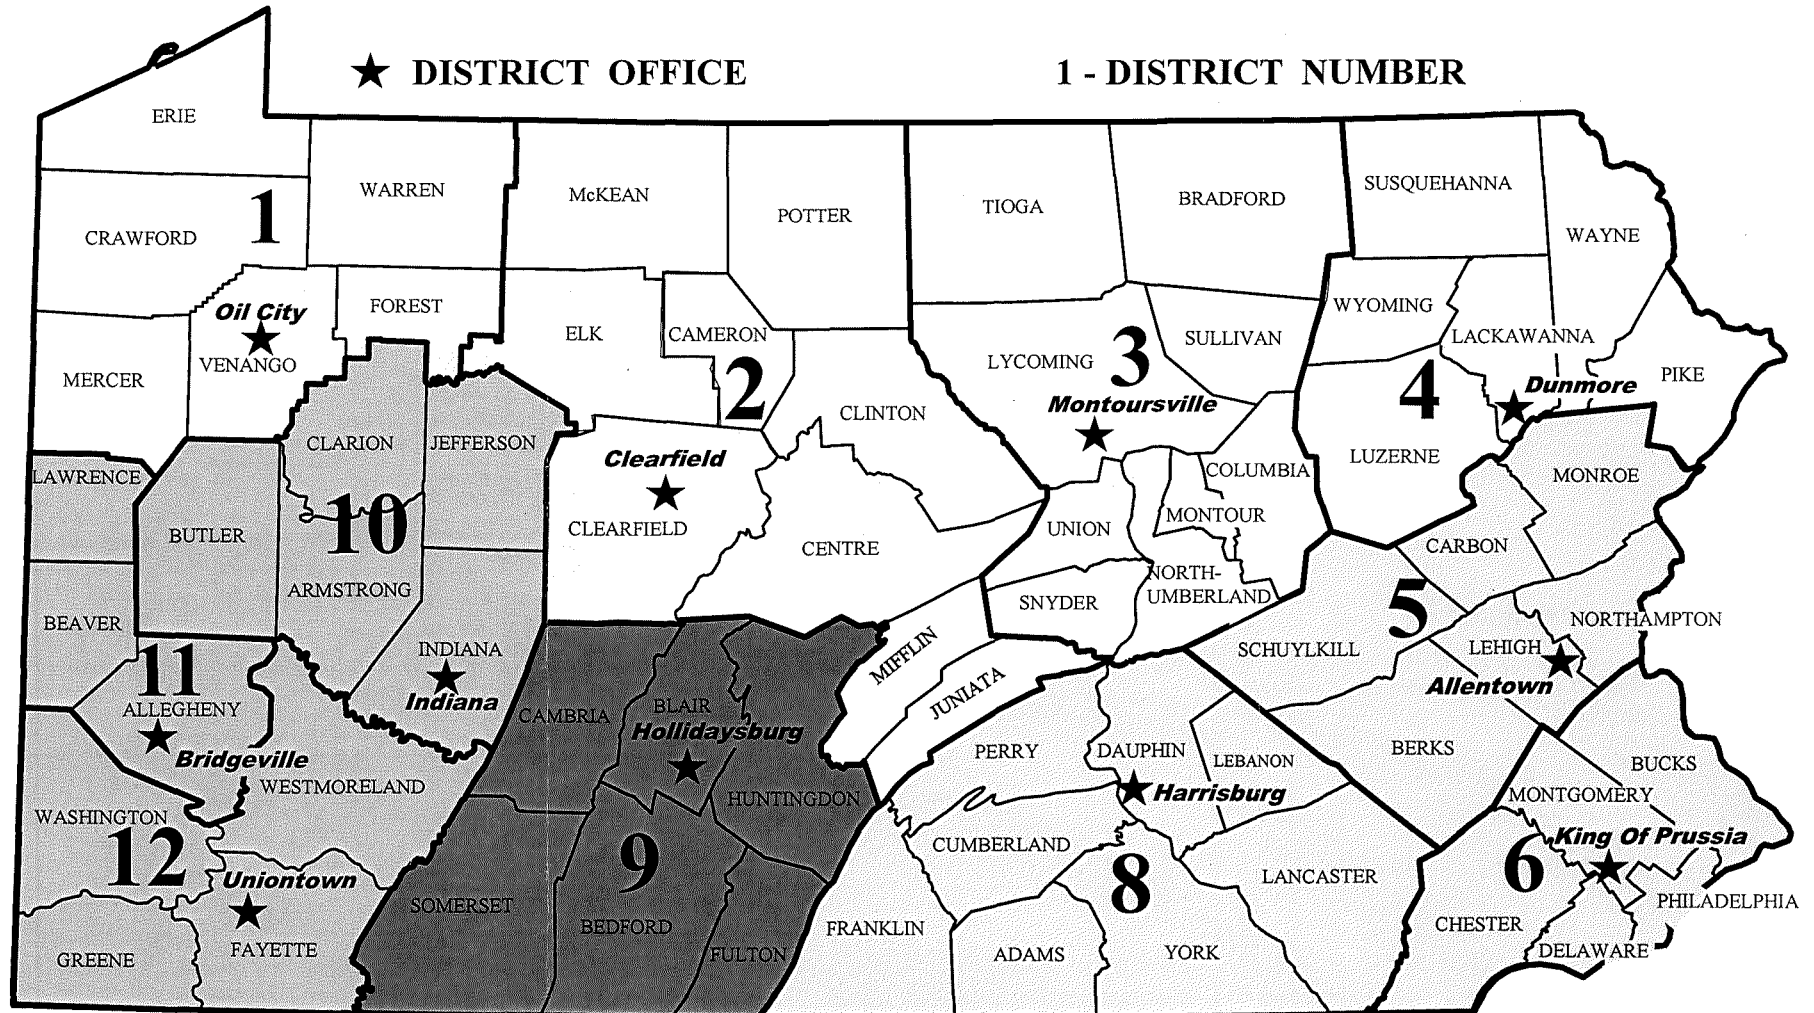 ★ DISTRICT OFFICE
1 - DISTRICT NUMBER
ERIE
WARREN
McKEAN
POTTER
TIOGA
BRADFORD
SUSQUEHANNA
WAYNE
CRAWFORD
1
Oil City
FOREST
VENANGO
MERCER
ELK
CAMERON
2
CLINTON
LYCOMING
3
SULLIVAN
Montoursville
WYOMING
LACKAWANNA
4
Dunmore
PIKE
LUZERNE
LAWRENCE
BUTLER
CLARION
JEFFERSON
10
ARMSTRONG
Clearfield
CLEARFIELD
CENTRE
UNION
MONTOUR
COLUMBIA
SNYDER
NORTH-
UMBERLAND
MONROE
CARBON
5
SCHUYLKILL
NORTHAMPTON
LEHIGH
Allentown
BERKS
BEAVER
11
ALLEGHENY
Bridgeville
INDIANA
Indiana
CAMBRIA
BLAIR
Hollidaysburg
HUNTINGDON
MIFFLIN
JUNIATA
PERRY
DAUPHIN
LEBANON
Harrisburg
BUCKS
MONTGOMERY
King Of Prussia
WESTMORELAND
WASHINGTON
12
Uniontown
GREENE
FAYETTE
SOMERSET
9
BEDFORD
FULTON
FRANKLIN
CUMBERLAND
8
ADAMS
YORK
LANCASTER
6
CHESTER
DELAWARE
PHILADELPHIA